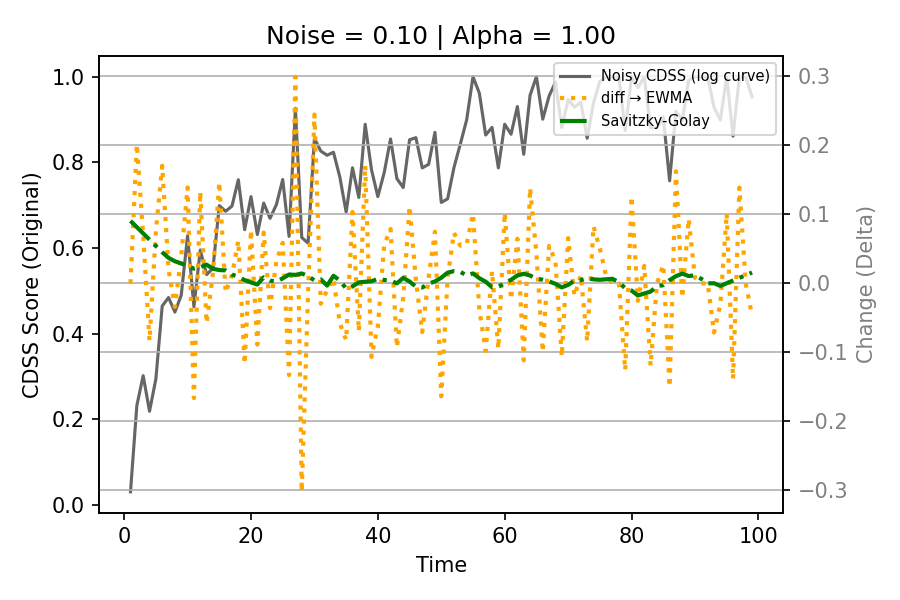 Noise = 0.10 | Alpha = 1.00
Noisy CDSS (log curve)
diff → EWMA
Savitzky-Golay
CDSS Score (Original)
1.0
0.8
0.6
0.4
0.2
0.0
0.3
0.2
0.1
0.0
−0.1
−0.2
−0.3
Change (Delta)
0 20 40 60 80 100
Time